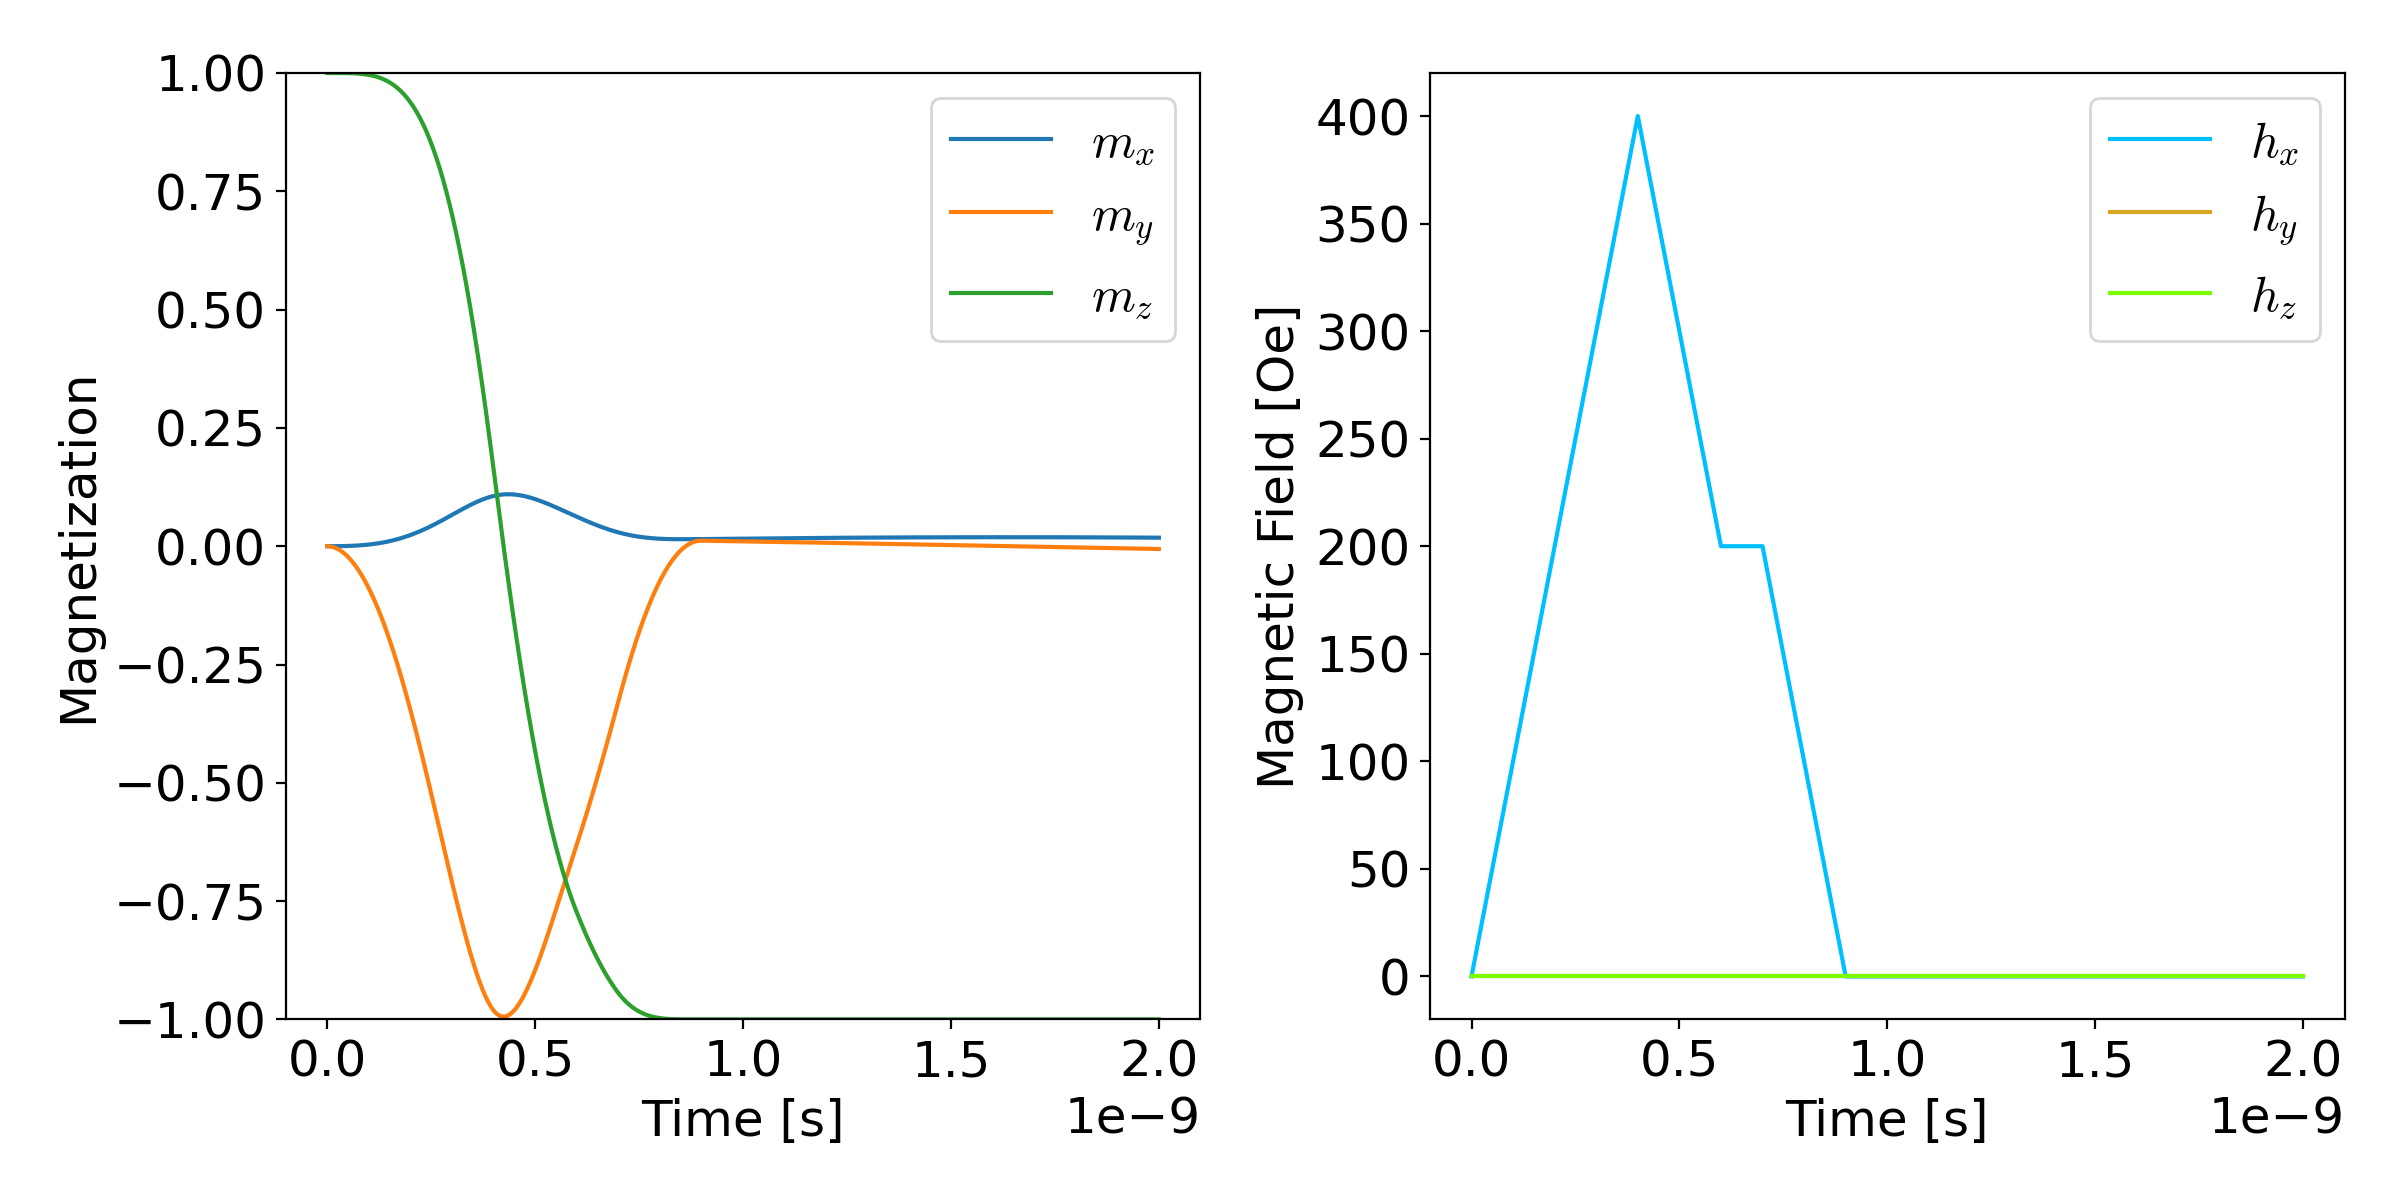 1.00
0.75
0.50
0.25
0.00
−0.25
−0.50
−0.75
−1.00
Magnetization
0.0 0.5 1.0 1.5 2.0
Time [s]
1e−9
m_x
m_y
m_z
400
350
300
250
200
150
100
50
0
Magnetic Field [Oe]
0.0 0.5 1.0 1.5 2.0
Time [s]
1e−9
h_x
h_y
h_z